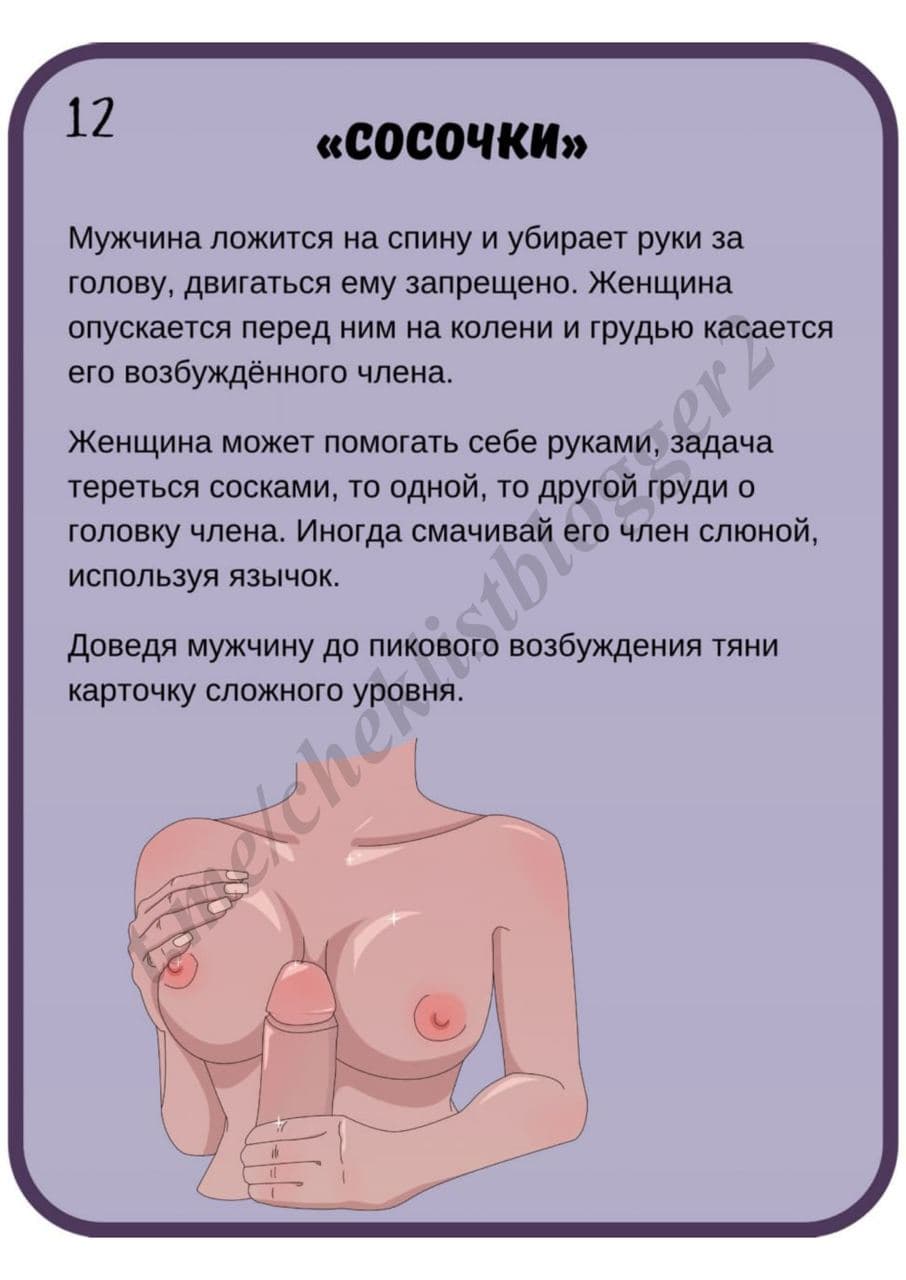 12
«СОСОЧКИ»
Мужчина ложится на спину и убирает руки за
голову, двигаться ему запрещено. Женщина
опускается перед ним на колени и грудью касается
его возбуждённого члена.
Женщина может помогать себе руками, задача
тереться сосками, то одной, то другой груди о
головку члена. Иногда смачивай его член слюной,
используя язычок.
Доведя мужчину до пикового возбуждения тяни
карточку сложного уровня.
t.me/cheklistblogger2